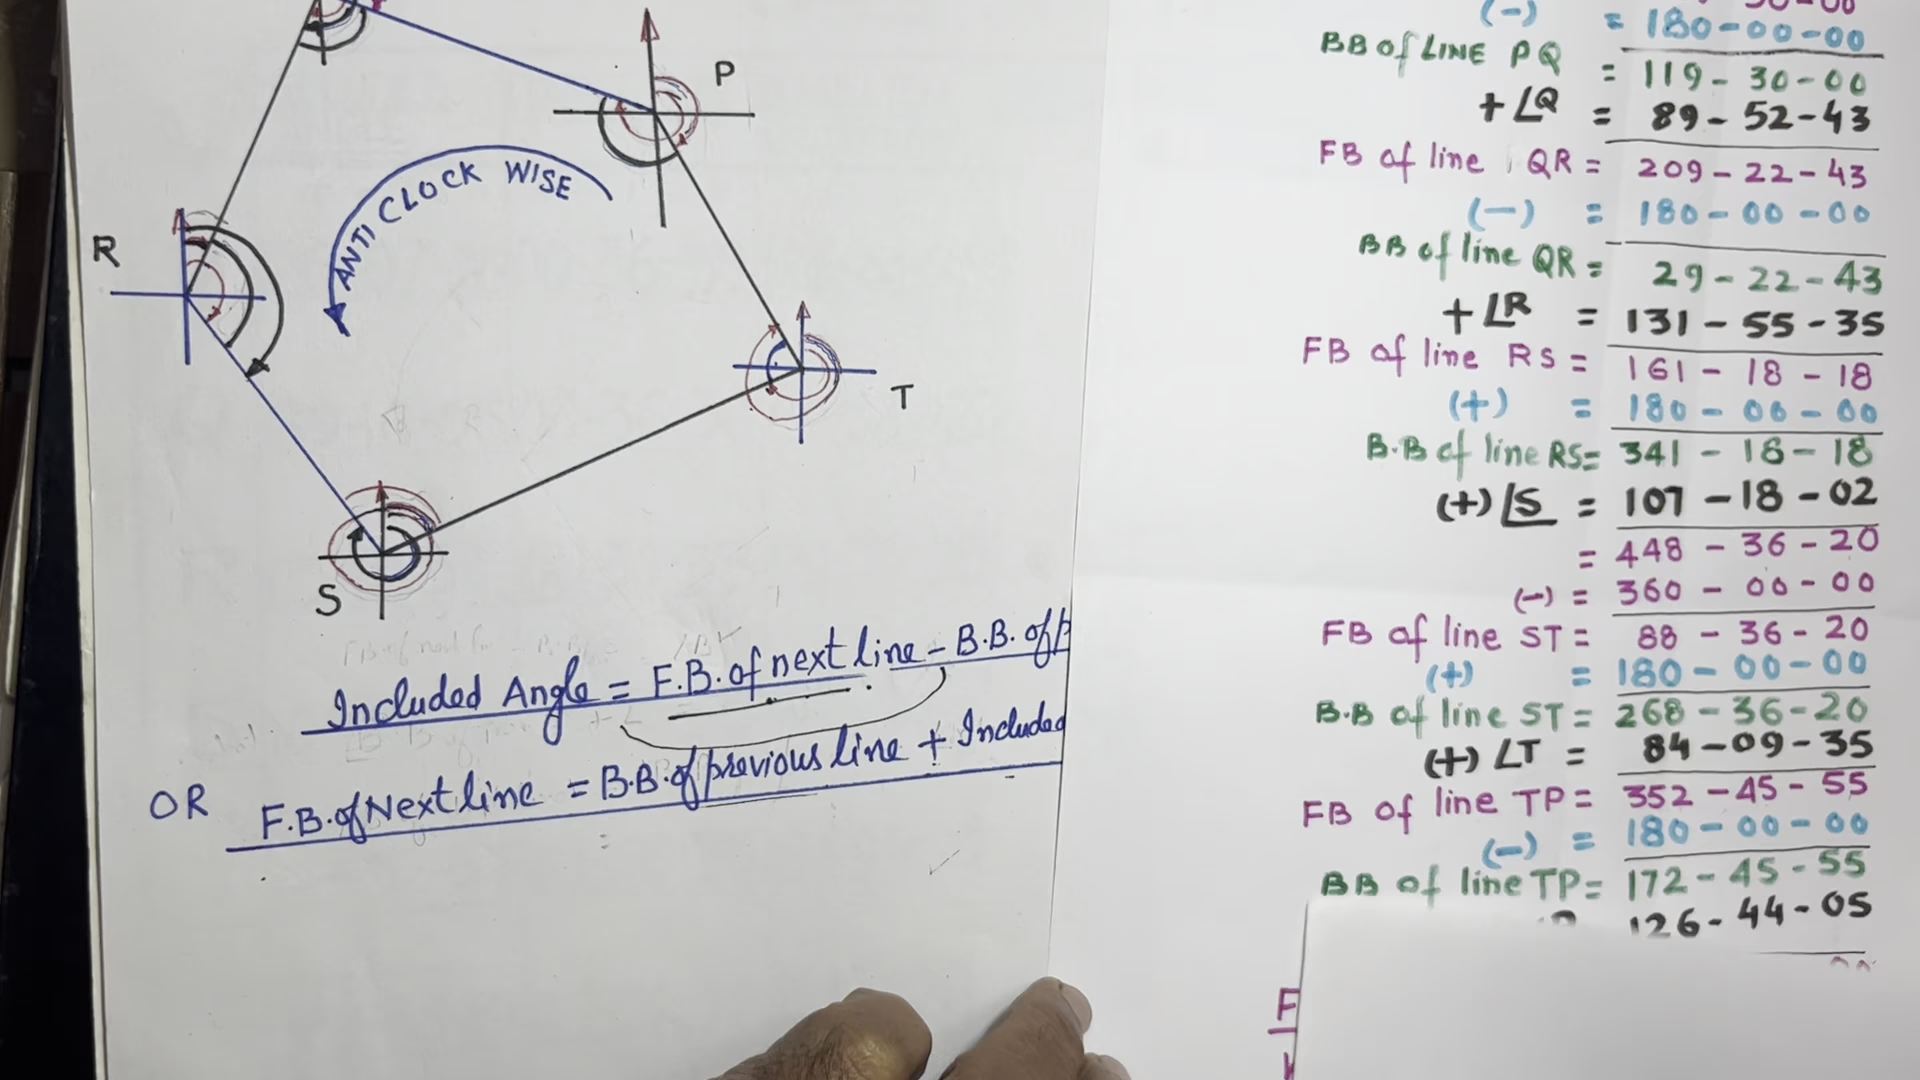 P
ANTI CLOCK WISE
R
T
S
Included Angle = F.B. of next line - B.B. of
OR F.B. of Next line = B.B. of previous line + Included
(-) = 180-00-00
BB of LINE PQ = 119- 30-00
+∠Q = 89-52-43
FB of line QR = 209-22-43
(-) = 180-00-00
BB of line QR = 29-22-43
+∠R = 131-55-35
FB of line RS = 161-18-18
(+) = 180-00-00
B.B of line RS= 341-18-18
(+)∠S = 107-18-02
= 448-36-20
(-) = 360-00-00
FB of line ST = 88-36-20
(+) = 180-00-00
B.B of line ST = 268-36-20
(+) ∠T = 84-09-35
FB of line TP = 352-45-55
(-) = 180-00-00
BB of line TP = 172-45-55
126-44-05
F